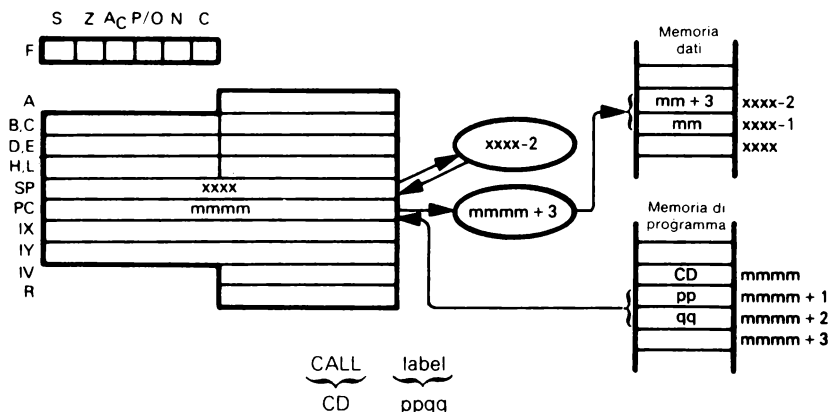 S Z AC P/O N C
F
A
B,C
D,E
H,L
SP xxxx
PC mmmm
IX
IY
IV
R
xxxx-2
mmmm + 3
Memoria
dati
mm + 3 xxxx-2
mm xxxx-1
xxxx
Memoria di
programma
CD mmmm
pp mmmm + 1
qq mmmm + 2
mmmm + 3
CALL label
CD ppqq